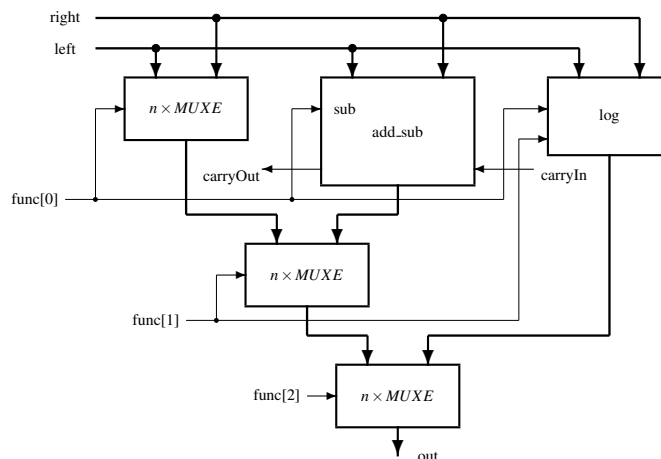 right
left
n × MUXE
sub
add_sub
log
carryOut
carryIn
func[0]
n × MUXE
func[1]
func[2]
n × MUXE
out